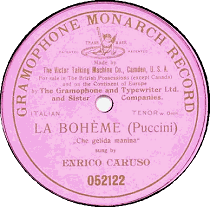 GRAMOPHONE MONARCH RECORD
Made by
The Victor Talking Machine Co., Camden, U. S. A.
For sale in the British Possessions (except Canada)
and on the Continent of Europe
by The Gramophone and Typewriter Ltd.
and Sister Companies.
ITALIAN. TENOR
LA BOHÈME (Puccini)
"Che gelida manina"
sung by
ENRICO CARUSO
052122